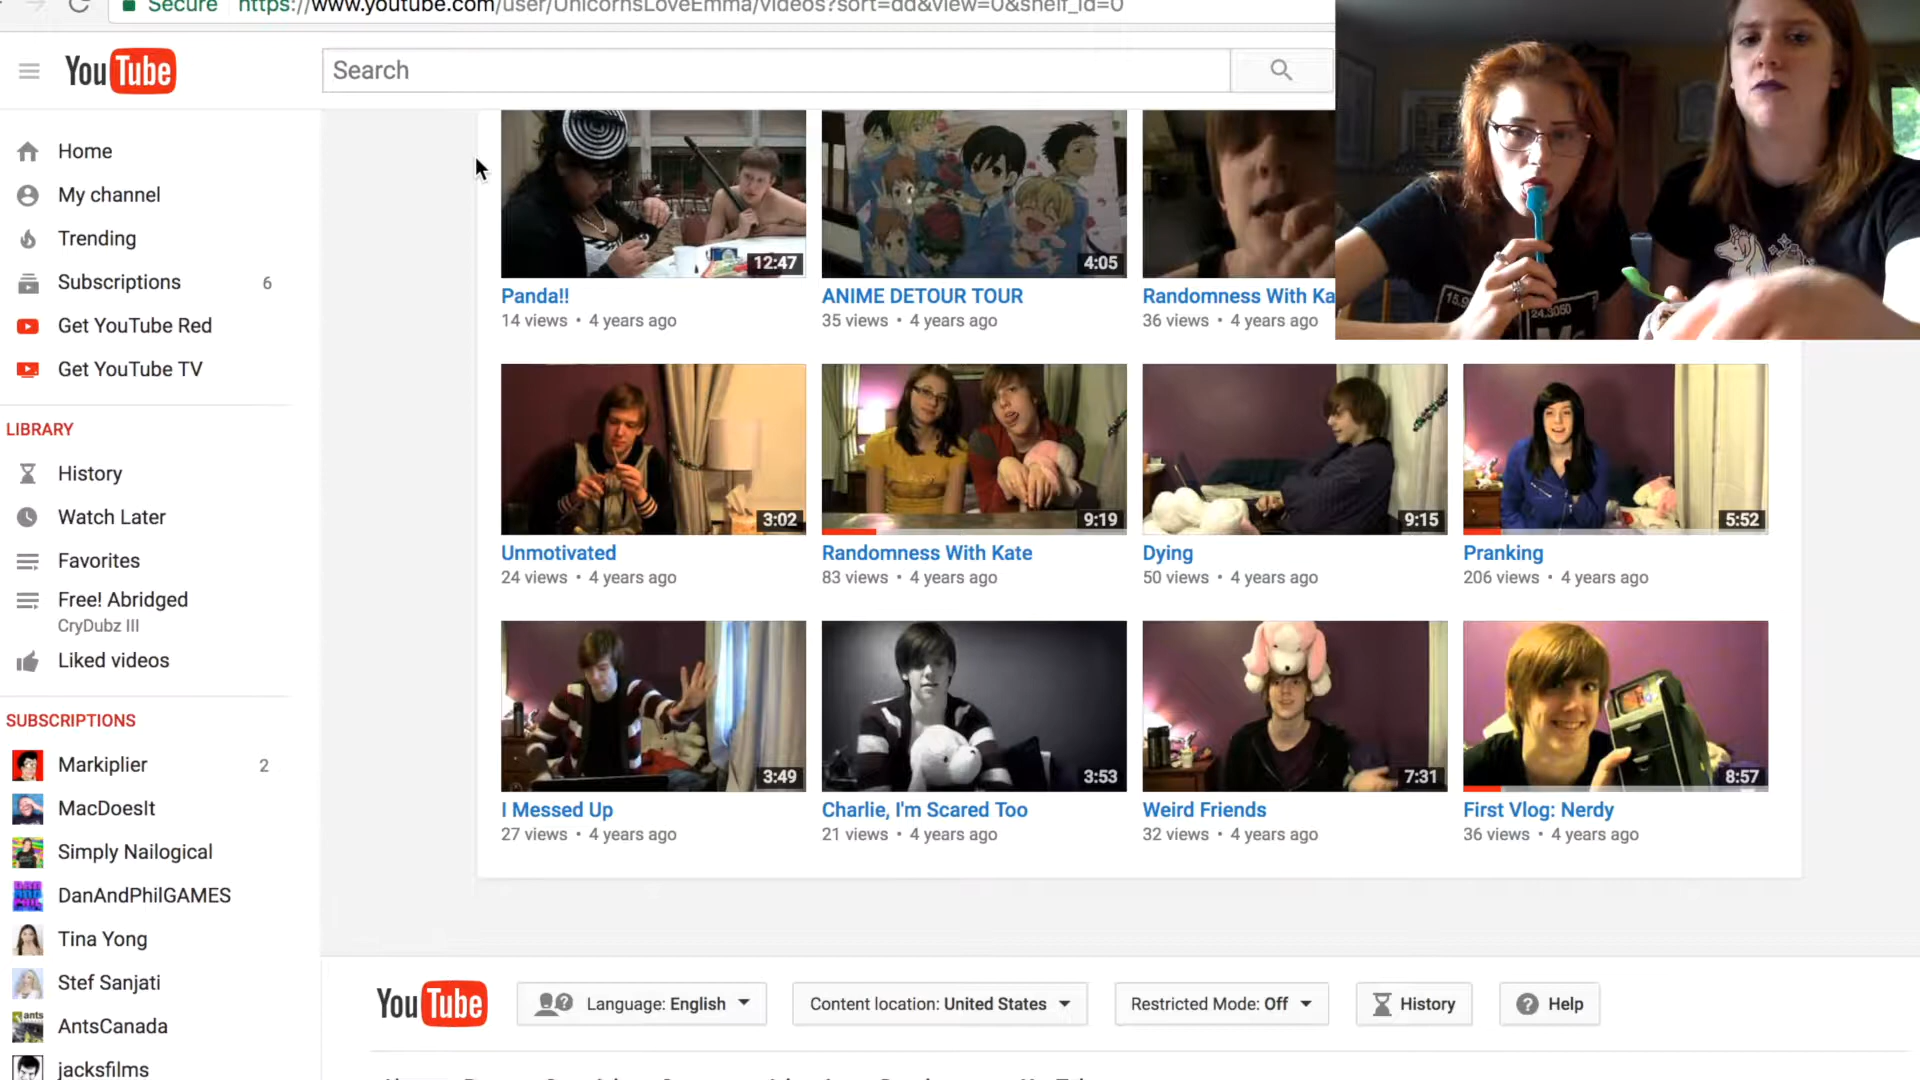 Secure https://www.youtube.com/user/UnicornsLoveEmma/videos?sort=dd&view=0&shelf_id=0
YouTube
Search
Home
My channel
Trending
Subscriptions 6
Get YouTube Red
Get YouTube TV
LIBRARY
History
Watch Later
Favorites
Free! Abridged
CryDubz III
Liked videos
SUBSCRIPTIONS
Markiplier 2
MacDoesIt
Simply Nailogical
DanAndPhilGAMES
Tina Yong
Stef Sanjati
AntsCanada
jacksfilms
12:47
4:05
Panda!!
ANIME DETOUR TOUR
Randomness With Ka
14 views • 4 years ago
35 views • 4 years ago
36 views • 4 years ago
24.3050
3:02
9:19
9:15
5:52
Unmotivated
Randomness With Kate
Dying
Pranking
24 views • 4 years ago
83 views • 4 years ago
50 views • 4 years ago
206 views • 4 years ago
3:49
3:53
7:31
8:57
I Messed Up
Charlie, I'm Scared Too
Weird Friends
First Vlog: Nerdy
27 views • 4 years ago
21 views • 4 years ago
32 views • 4 years ago
36 views • 4 years ago
YouTube
Language: English
Content location: United States
Restricted Mode: Off
History
Help